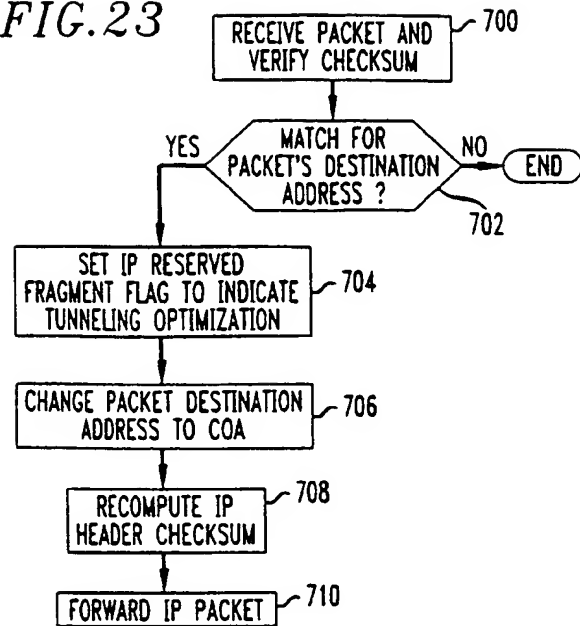 FIG.23
RECEIVE PACKET AND
VERIFY CHECKSUM
700
MATCH FOR
PACKET'S DESTINATION
ADDRESS ?
YES
NO
END
702
SET IP RESERVED
FRAGMENT FLAG TO INDICATE
TUNNELING OPTIMIZATION
704
CHANGE PACKET DESTINATION
ADDRESS TO COA
706
RECOMPUTE IP
HEADER CHECKSUM
708
FORWARD IP PACKET
710